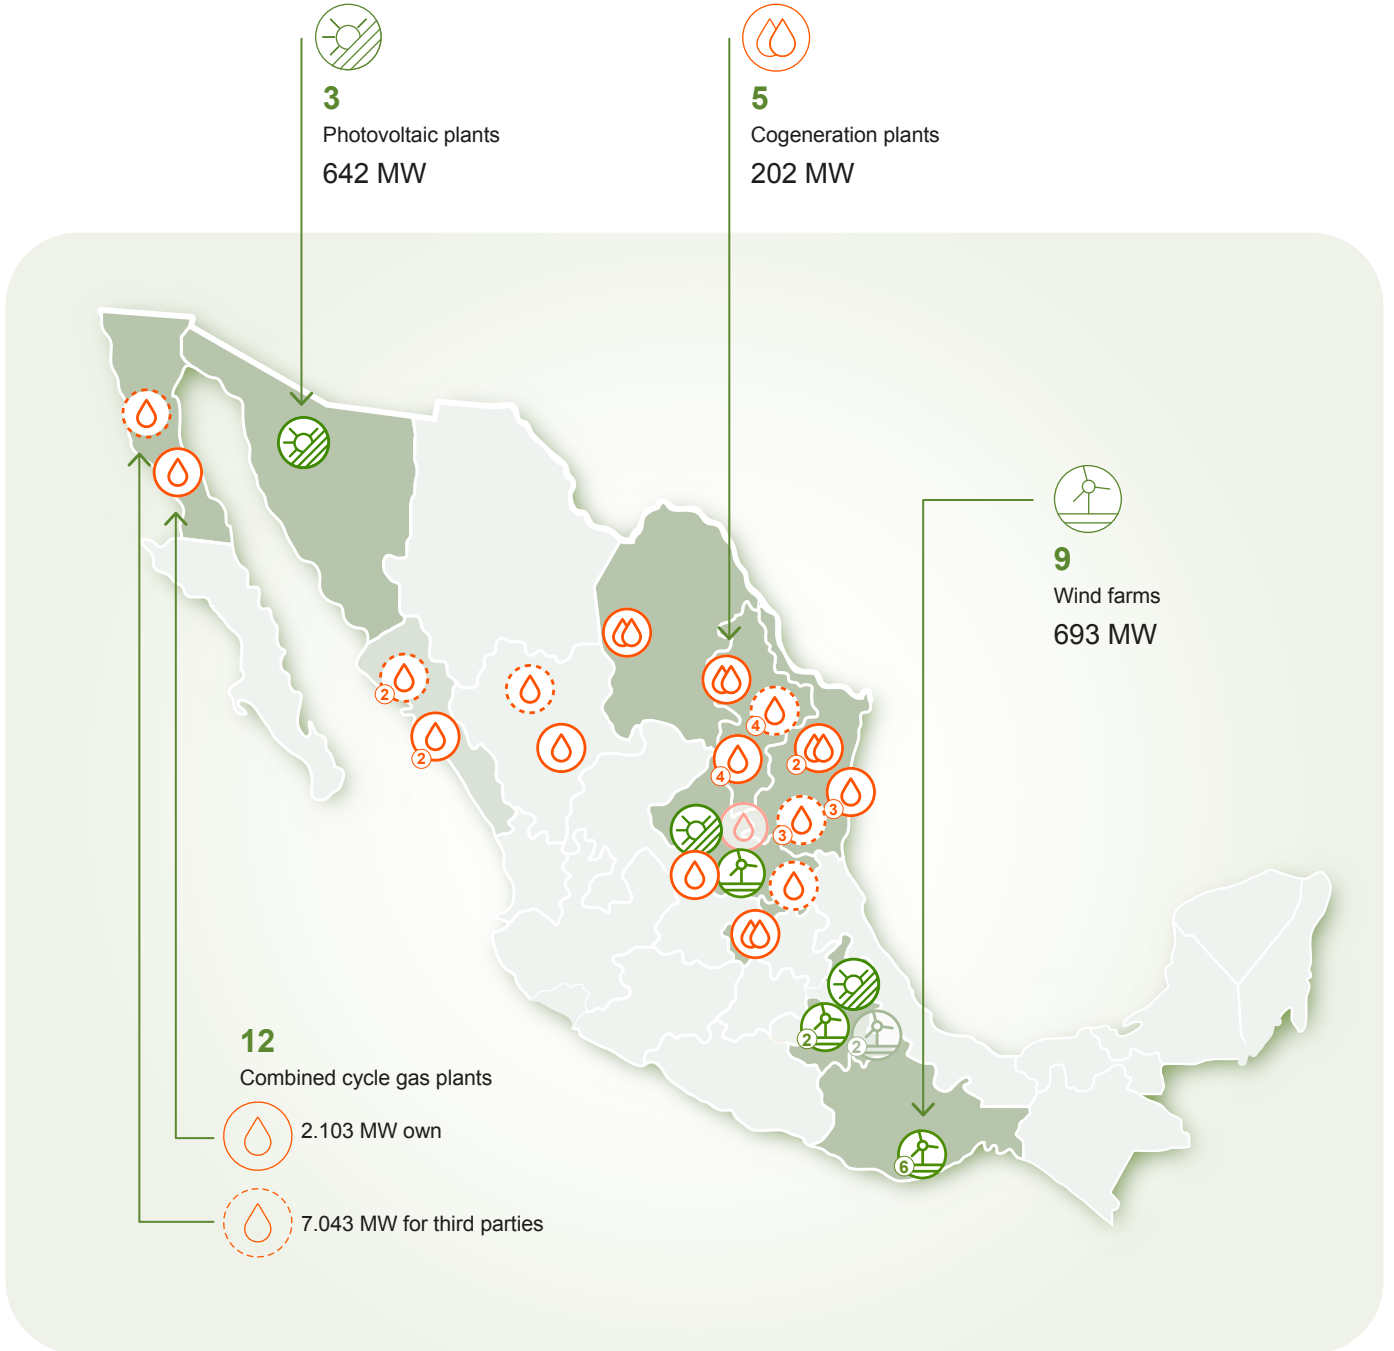 3
Photovoltaic plants
642 MW
5
Cogeneration plants
202 MW
9
Wind farms
693 MW
2
4
2
4
2
3
3
2
2
6
12
Combined cycle gas plants
2.103 MW own
7.043 MW for third parties